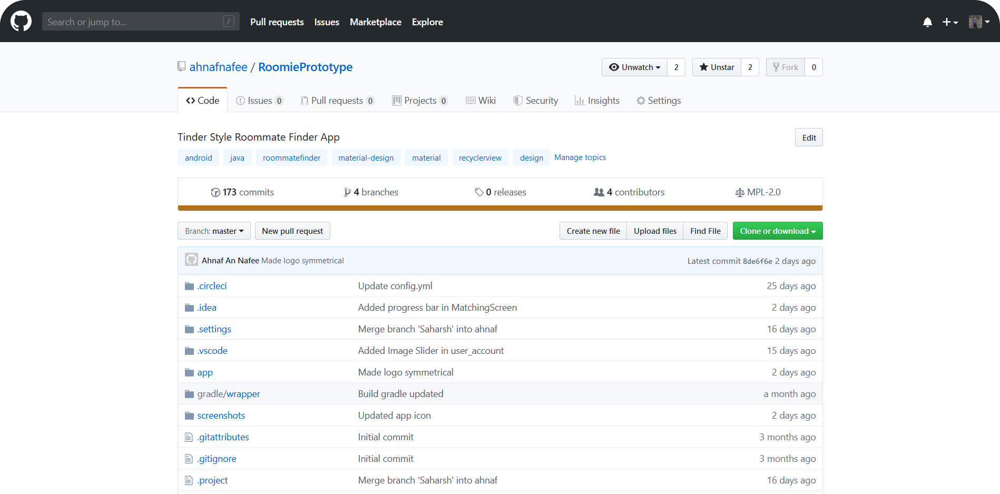 Search or jump to... / Pull requests Issues Marketplace Explore
ahnafnafee / RoomiePrototype Unwatch 2 Unstar 2 Fork 0
Code Issues 0 Pull requests 0 Projects 0 Wiki Security Insights Settings
Tinder Style Roommate Finder App Edit
android java roommatefinder material-design material recyclerview design Manage topics
173 commits 4 branches 0 releases 4 contributors MPL-2.0
Branch: master New pull request Create new file Upload files Find File Clone or download
Ahnaf An Nafee Made logo symmetrical Latest commit 8de6f6e 2 days ago
.circleci Update config.yml 25 days ago
.idea Added progress bar in MatchingScreen 2 days ago
.settings Merge branch 'Saharsh' into ahnaf 16 days ago
.vscode Added Image Slider in user_account 15 days ago
app Made logo symmetrical 2 days ago
gradle/wrapper Build gradle updated a month ago
screenshots Updated app icon 2 days ago
.gitattributes Initial commit 3 months ago
.gitignore Initial commit 3 months ago
.project Merge branch 'Saharsh' into ahnaf 16 days ago